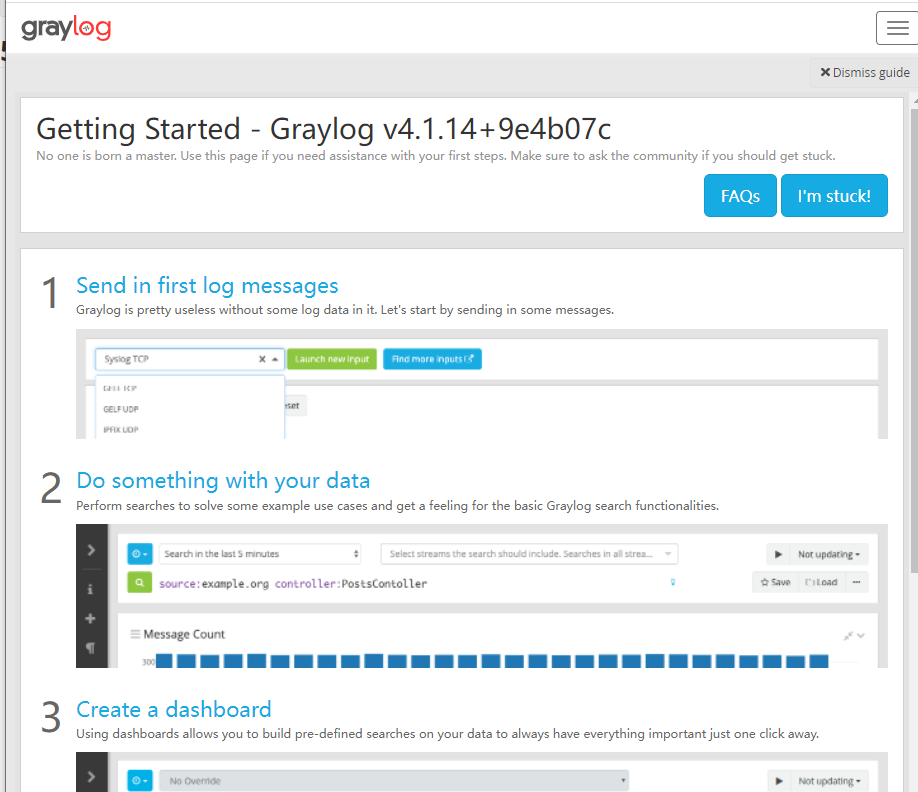 graylog
Dismiss guide
Getting Started - Graylog v4.1.14+9e4b07c
No one is born a master. Use this page if you need assistance with your first steps. Make sure to ask the community if you should get stuck.
FAQs I'm stuck!
1 Send in first log messages
Graylog is pretty useless without some log data in it. Let's start by sending in some messages.
Syslog TCP Launch new input Find more inputs
GELF TCP
GELF UDP
IPFIX UDP
2 Do something with your data
Perform searches to solve some example use cases and get a feeling for the basic Graylog search functionalities.
Search in the last 5 minutes Select streams the search should include. Searches in all strea... Not updating
source:example.org controller:PostsContoller Save Load
Message Count
300
3 Create a dashboard
Using dashboards allows you to build pre-defined searches on your data to always have everything important just one click away.
No Override Not updating